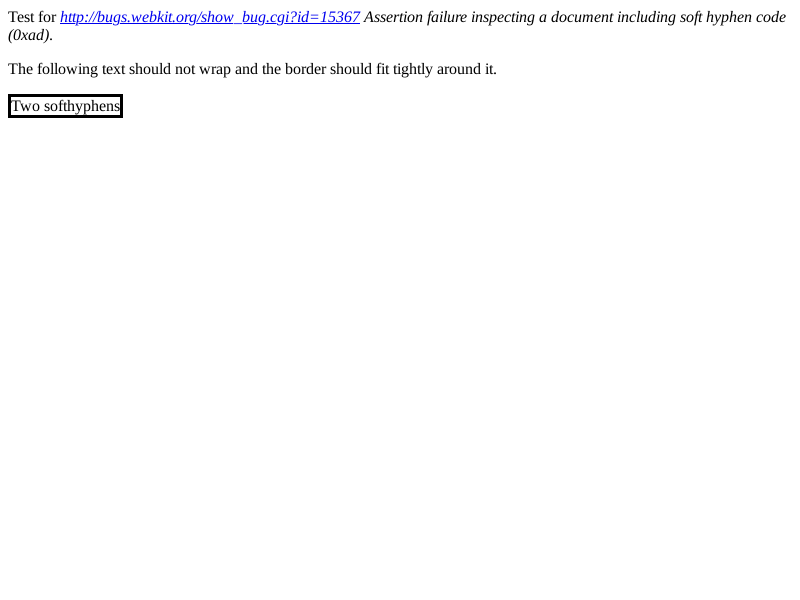 Test for http://bugs.webkit.org/show_bug.cgi?id=15367 Assertion failure inspecting a document including soft hyphen code
(0xad).
The following text should not wrap and the border should fit tightly around it.
Two softhyphens